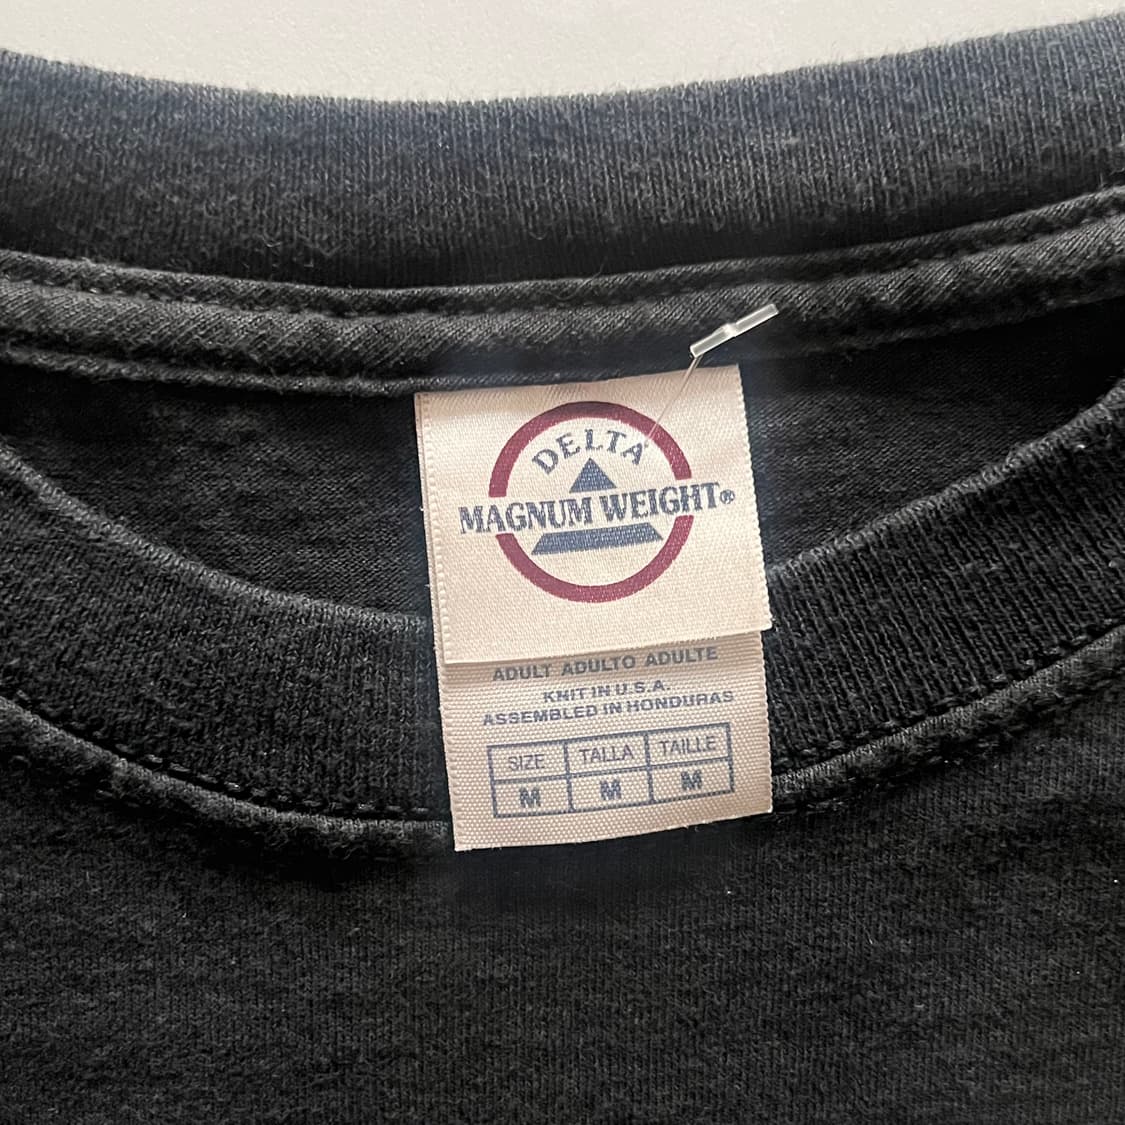 DELTA
MAGNUM WEIGHT®
ADULT ADULTO ADULTE
KNIT IN U.S.A.
ASSEMBLED IN HONDURAS
SIZE TALLA TAILLE
M M M